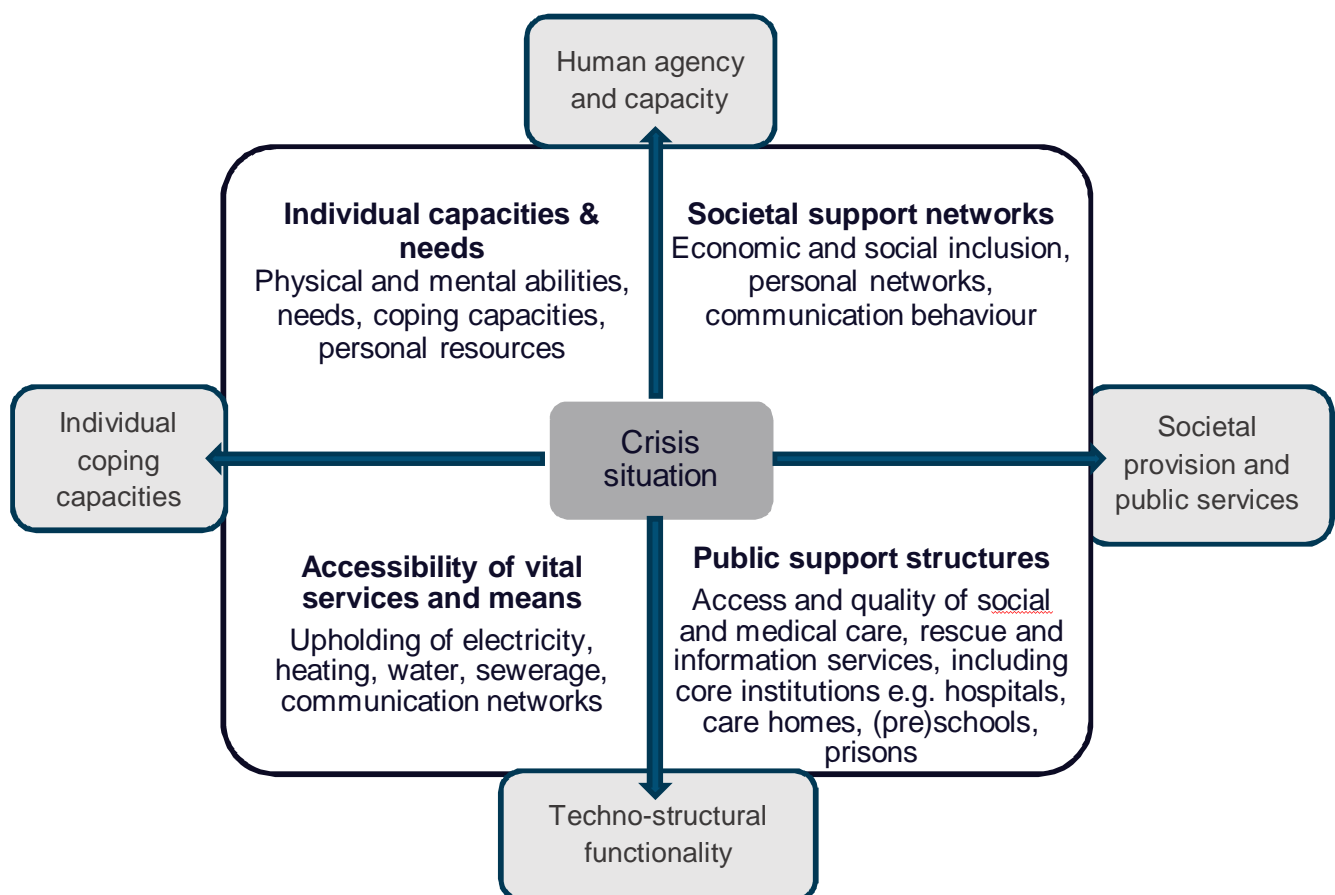 Human agency
and capacity
Individual capacities &
needs
Physical and mental abilities,
needs, coping capacities,
personal resources
Societal support networks
Economic and social inclusion,
personal networks,
communication behaviour
Individual
coping
capacities
Crisis
situation
Societal
provision and
public services
Accessibility of vital
services and means
Upholding of electricity,
heating, water, sewerage,
communication networks
Public support structures
Access and quality of social
and medical care, rescue and
information services, including
core institutions e.g. hospitals,
care homes, (pre)schools,
prisons
Techno-structural
functionality